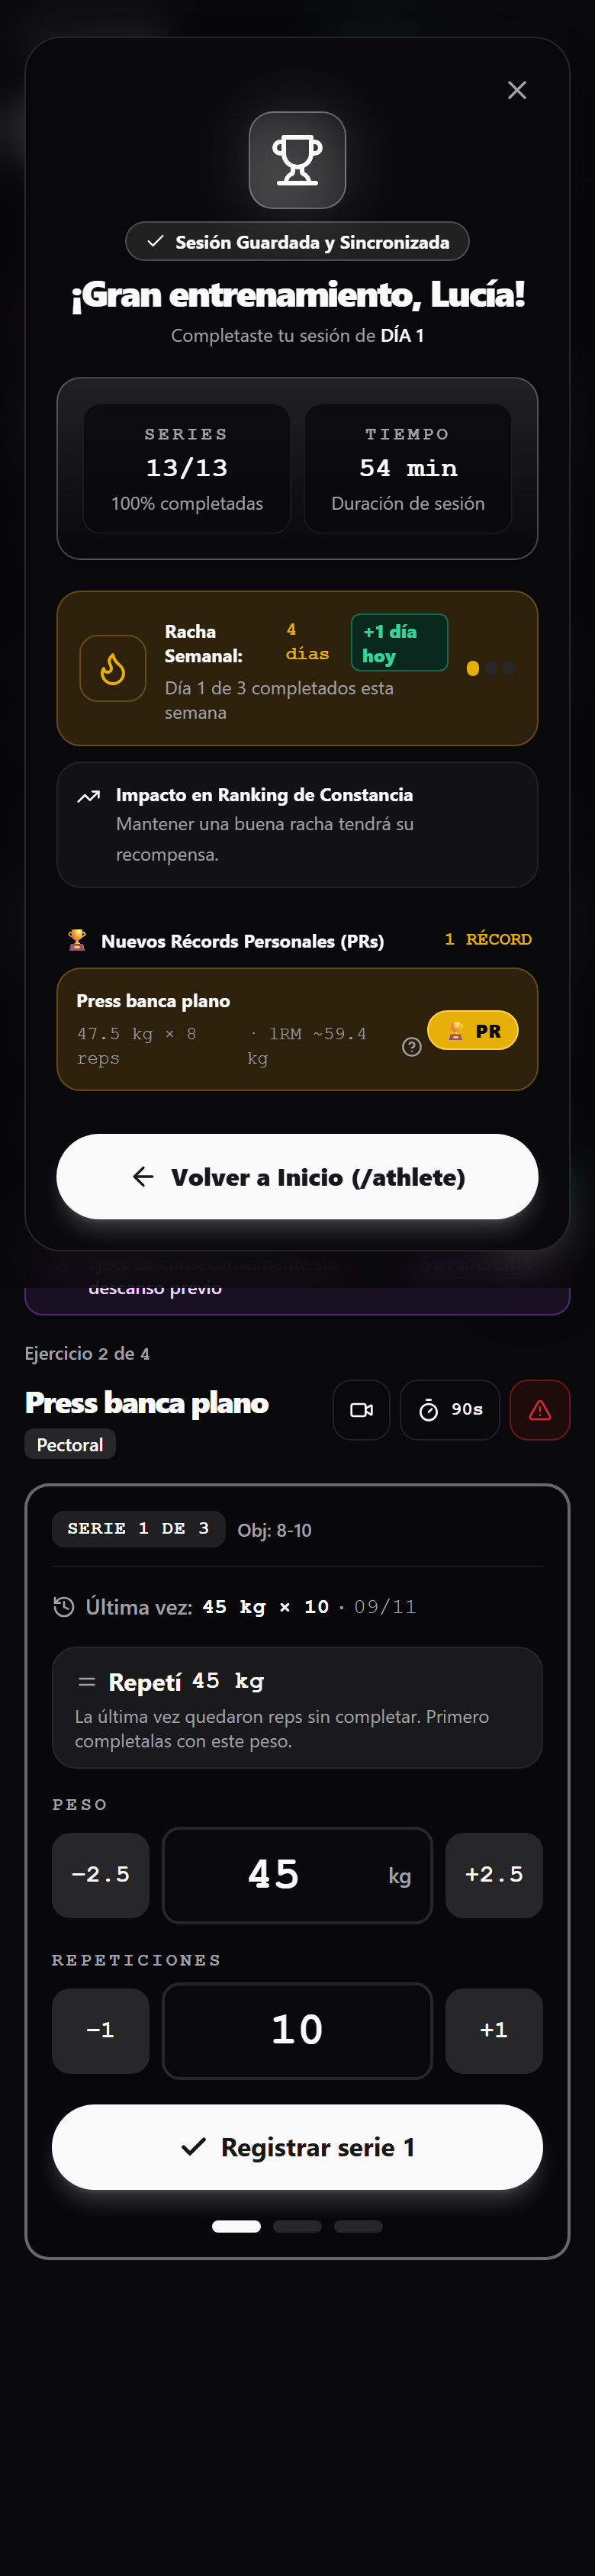 Sesión Guardada y Sincronizada
¡Gran entrenamiento, Lucía!
Completaste tu sesión de DÍA 1
SERIES
13/13
100% completadas
TIEMPO
54 min
Duración de sesión
Racha Semanal:
4 días
+1 día hoy
Día 1 de 3 completados esta
semana
Impacto en Ranking de Constancia
Mantener una buena racha tendrá su
recompensa.
Nuevos Récords Personales (PRs)
1 RÉCORD
Press banca plano
47.5 kg × 8 reps
· 1RM ~59.4 kg
PR
Volver a Inicio (/athlete)
descanso previo
Ejercicio 2 de 4
Press banca plano
90s
Pectoral
SERIE 1 DE 3
Obj: 8-10
Última vez: 45 kg × 10 · 09/11
Repetí 45 kg
La última vez quedaron reps sin completar. Primero
completalas con este peso.
PESO
−2.5
45
kg
+2.5
REPETICIONES
−1
10
+1
Registrar serie 1